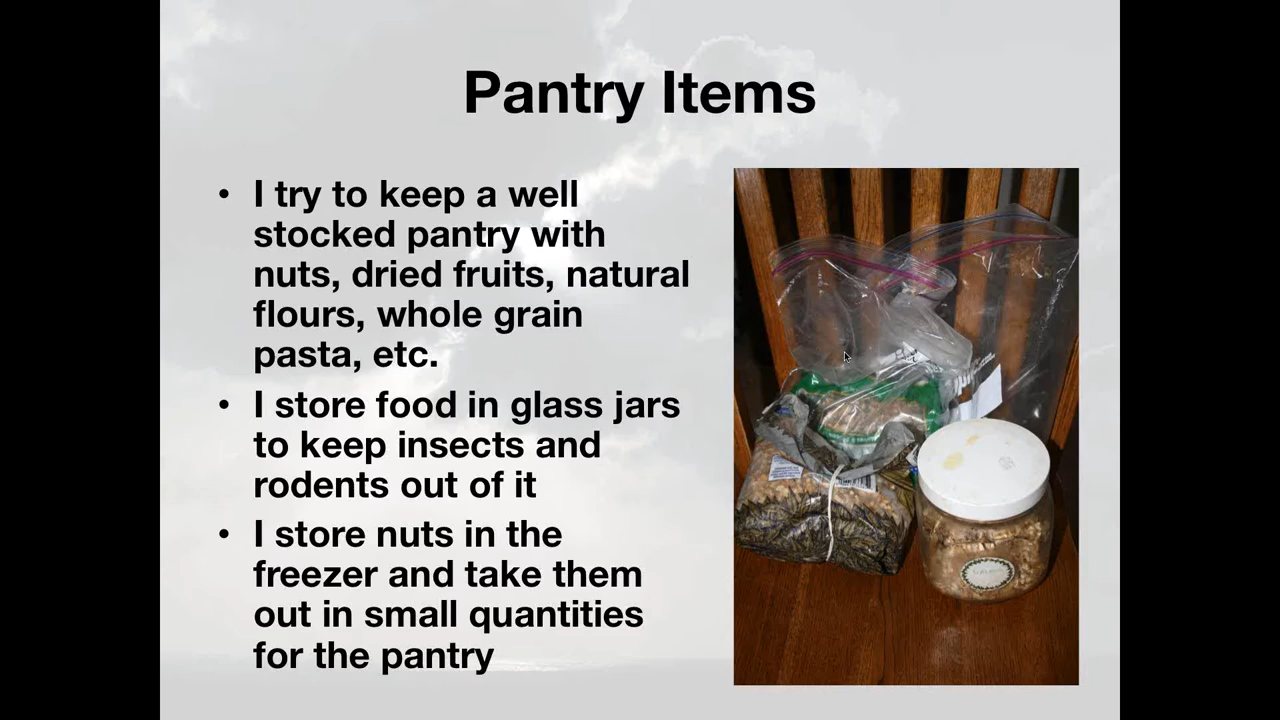 Pantry Items
• I try to keep a well
stocked pantry with
nuts, dried fruits, natural
flours, whole grain
pasta, etc.
• I store food in glass jars
to keep insects and
rodents out of it
• I store nuts in the
freezer and take them
out in small quantities
for the pantry